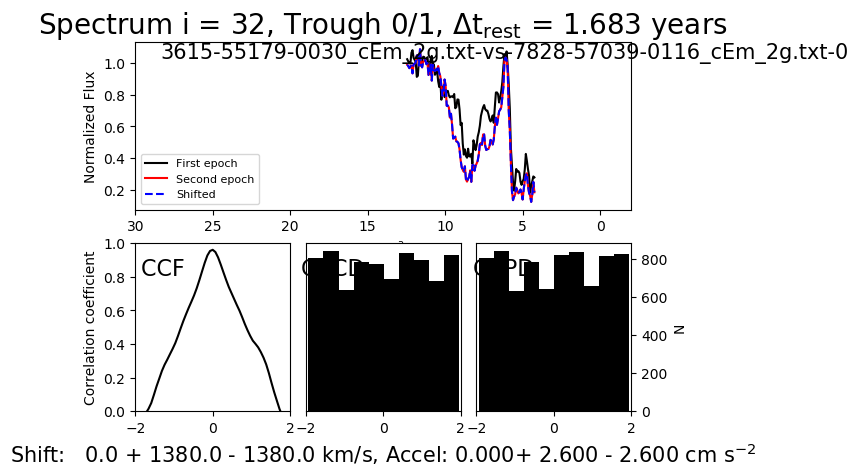 Spectrum i = 32, Trough 0/1, Δt_rest = 1.683 years
3615-55179-0030_cEm_2g.txt-vs-7828-57039-0116_cEm_2g.txt-0
Normalized Flux
1.0
0.8
0.6
0.4
0.2
First epoch
Second epoch
Shifted
30 25 20 15 10 5 0
Correlation coefficient
1.0
0.8
0.6
0.4
0.2
0.0
CCF
800
600
400
200
0
N
−2 0 2 −2 0 2 −2 0 2
Shift: 0.0 + 1380.0 - 1380.0 km/s, Accel: 0.000+ 2.600 - 2.600 cm s⁻²